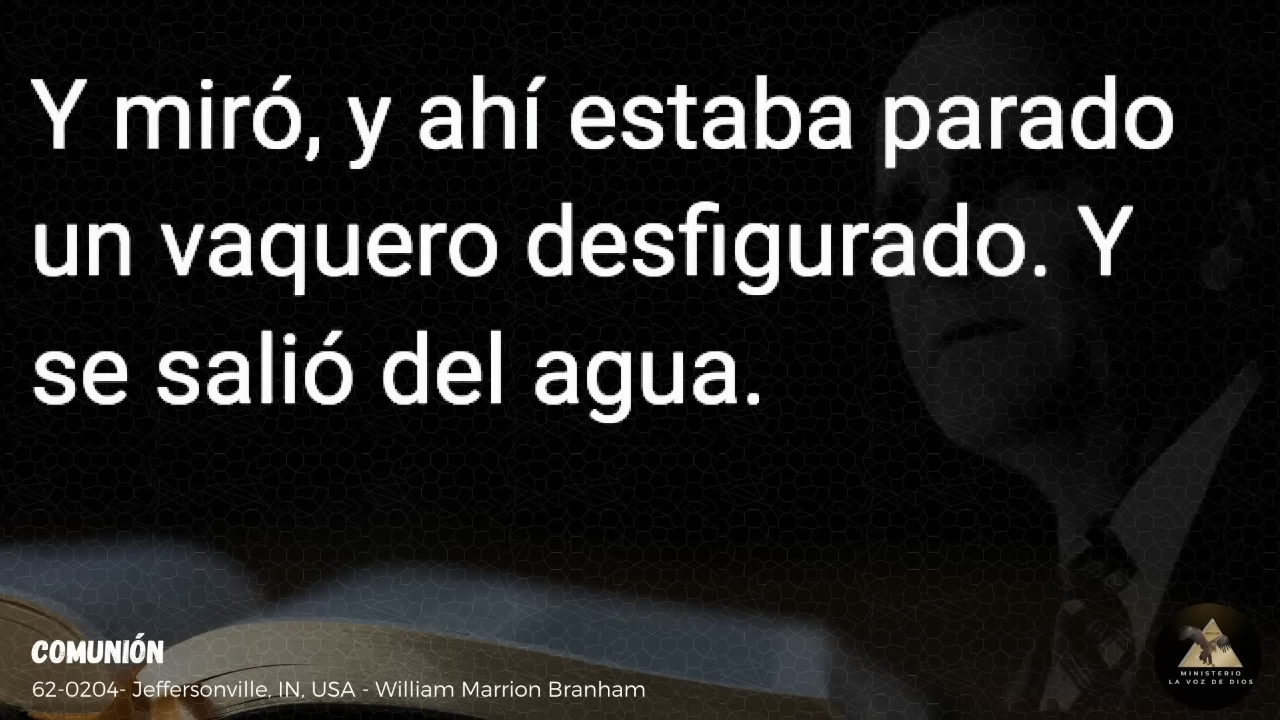 Y miró, y ahí estaba parado
un vaquero desfigurado. Y
se salió del agua.
COMUNIÓN
62-0204- Jeffersonville, IN, USA - William Marrion Branham
MINISTERIO
LA VOZ DE DIOS